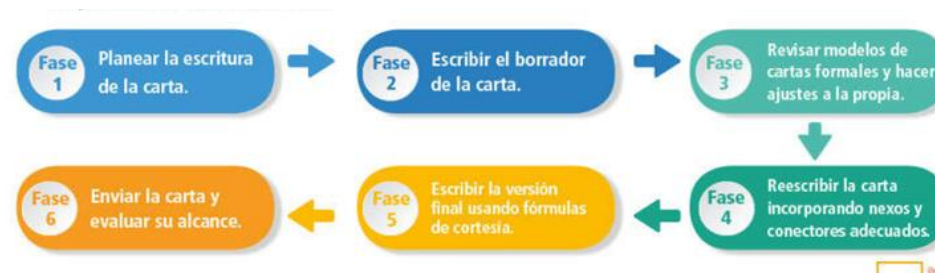 Fase
1
Planear la escritura
de la carta.
Fase
2
Escribir el borrador
de la carta.
Fase
3
Revisar modelos de
cartas formales y hacer
ajustes a la propia.
Fase
4
Reescribir la carta
incorporando nexos y
conectores adecuados.
Fase
5
Escribir la versión
final usando fórmulas
de cortesía.
Fase
6
Enviar la carta y
evaluar su alcance.